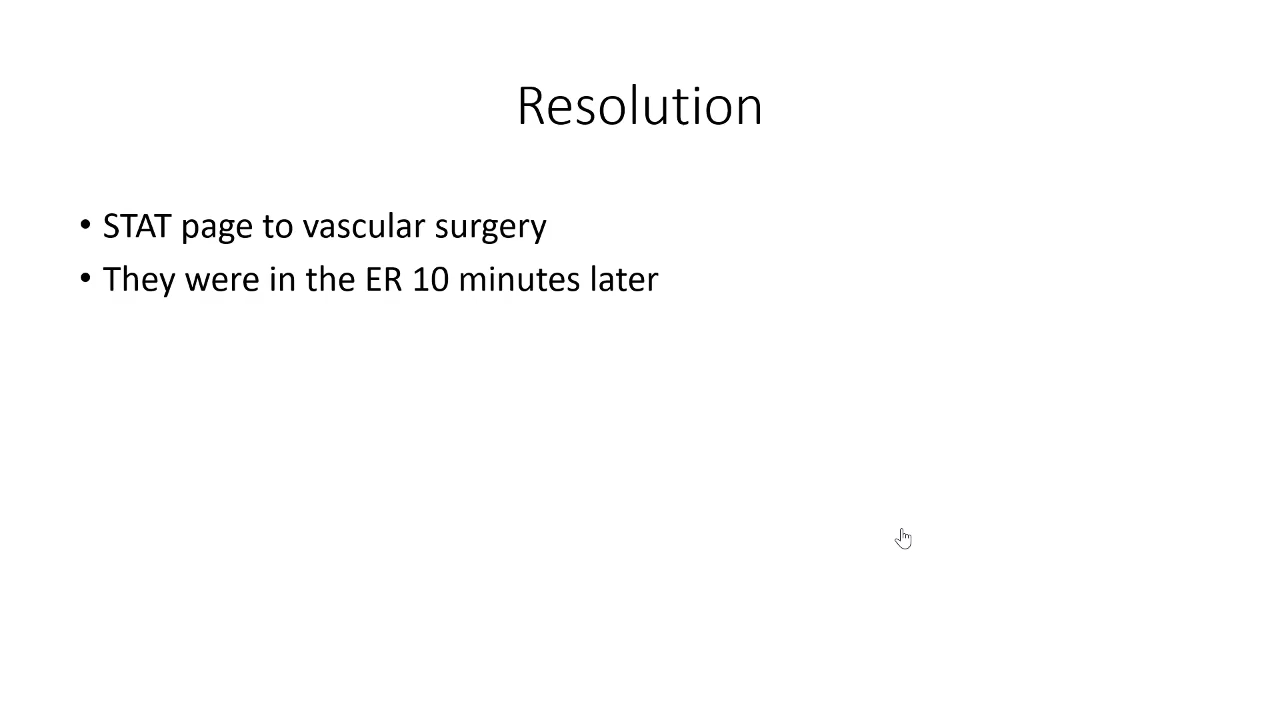 Resolution
• STAT page to vascular surgery
• They were in the ER 10 minutes later